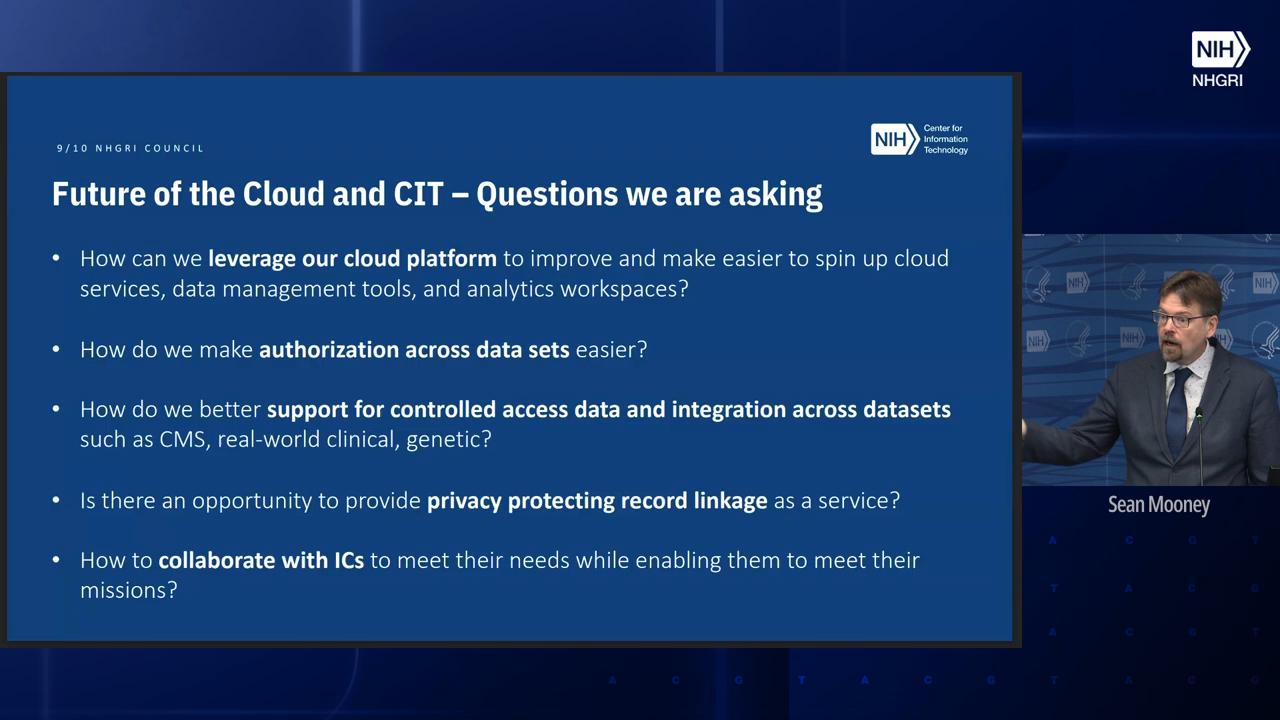 NIH
NHGRI
9/10 NHGRI COUNCIL
NIH
Center for
Information
Technology
Future of the Cloud and CIT – Questions we are asking
• How can we leverage our cloud platform to improve and make easier to spin up cloud
services, data management tools, and analytics workspaces?
• How do we make authorization across data sets easier?
• How do we better support for controlled access data and integration across datasets
such as CMS, real-world clinical, genetic?
• Is there an opportunity to provide privacy protecting record linkage as a service?
• How to collaborate with ICs to meet their needs while enabling them to meet their
missions?
NIH
NIH
NIH
NIH
Sean Mooney
A C G T
T A C G
A C G T
A C G T A C G T A C G